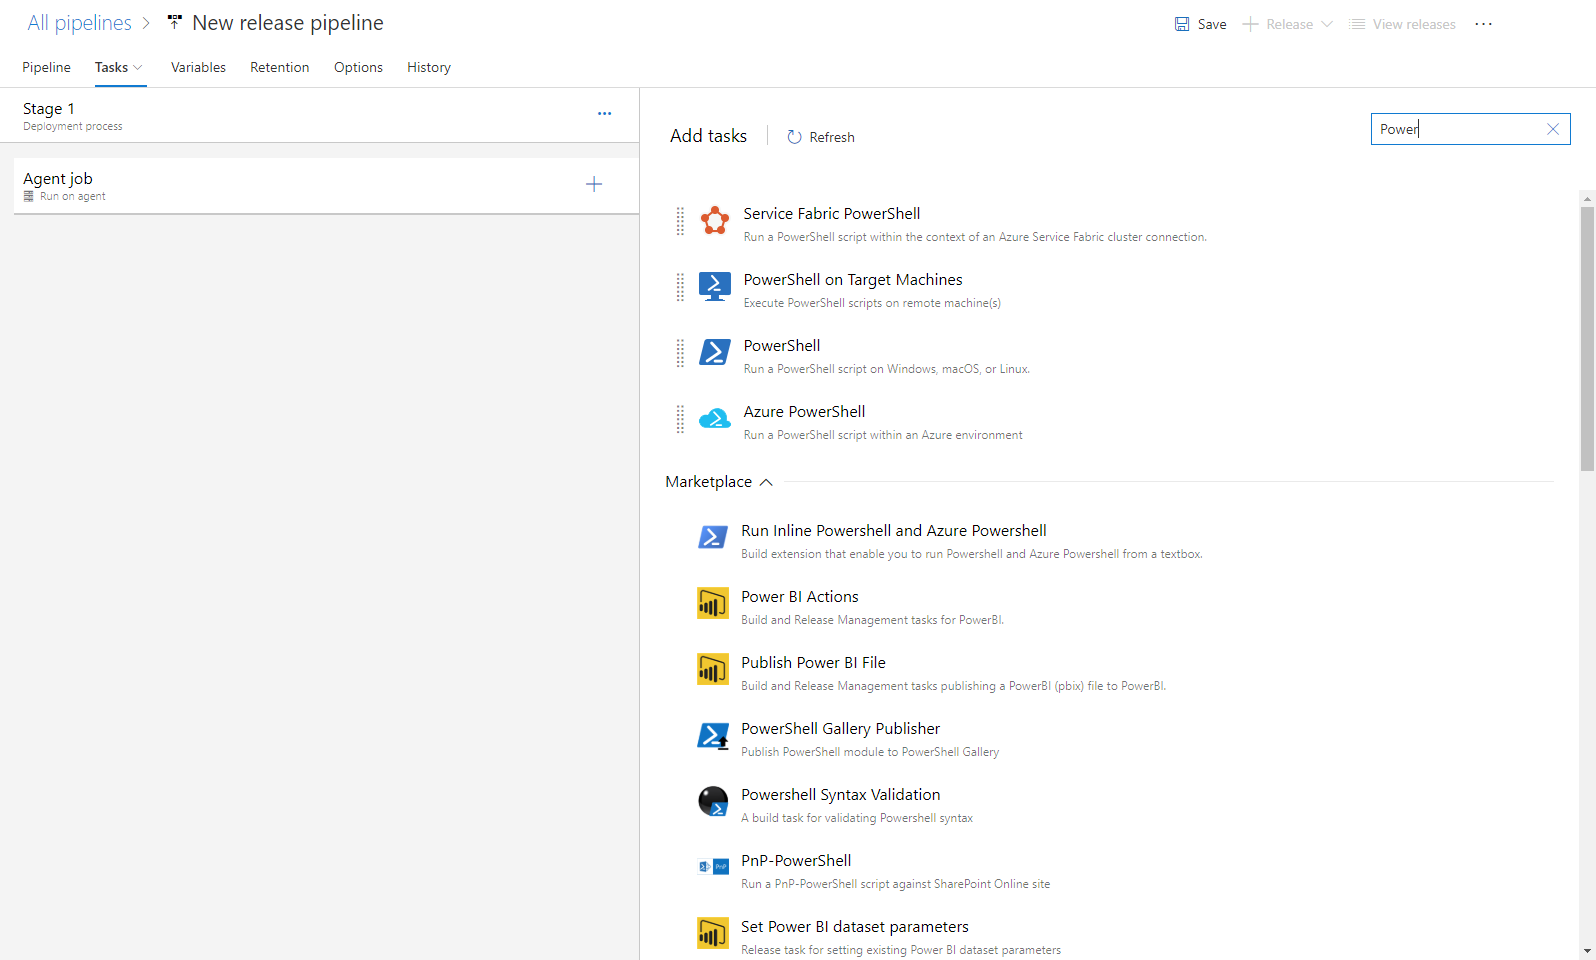 All pipelines > New release pipeline
Save Release View releases ...
Pipeline Tasks Variables Retention Options History
Stage 1
Deployment process
...
Agent job
Run on agent
Add tasks Refresh
Power
Service Fabric PowerShell
Run a PowerShell script within the context of an Azure Service Fabric cluster connection.
PowerShell on Target Machines
Execute PowerShell scripts on remote machine(s)
PowerShell
Run a PowerShell script on Windows, macOS, or Linux.
Azure PowerShell
Run a PowerShell script within an Azure environment
Marketplace
Run Inline Powershell and Azure Powershell
Build extension that enable you to run Powershell and Azure Powershell from a textbox.
Power BI Actions
Build and Release Management tasks for PowerBI.
Publish Power BI File
Build and Release Management tasks publishing a PowerBI (pbix) file to PowerBI.
PowerShell Gallery Publisher
Publish PowerShell module to PowerShell Gallery
Powershell Syntax Validation
A build task for validating Powershell syntax
PnP
PnP-PowerShell
Run a PnP-PowerShell script against SharePoint Online site
Set Power BI dataset parameters
Release task for setting existing Power BI dataset parameters